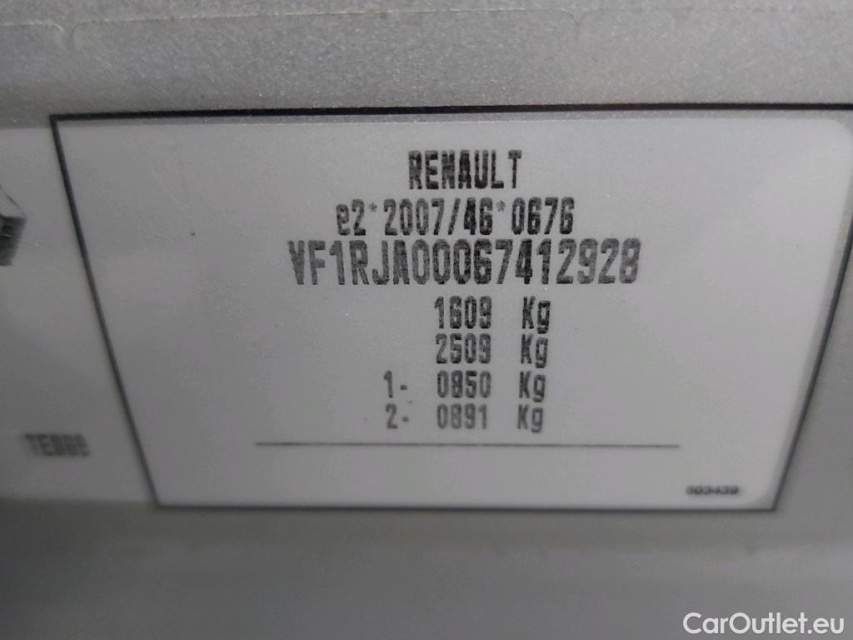 RENAULT
e2*2007/46*0676
VF1RJA00067412928
1609 Kg
2509 Kg
1- 0850 Kg
2- 0891 Kg
CarOutlet.eu